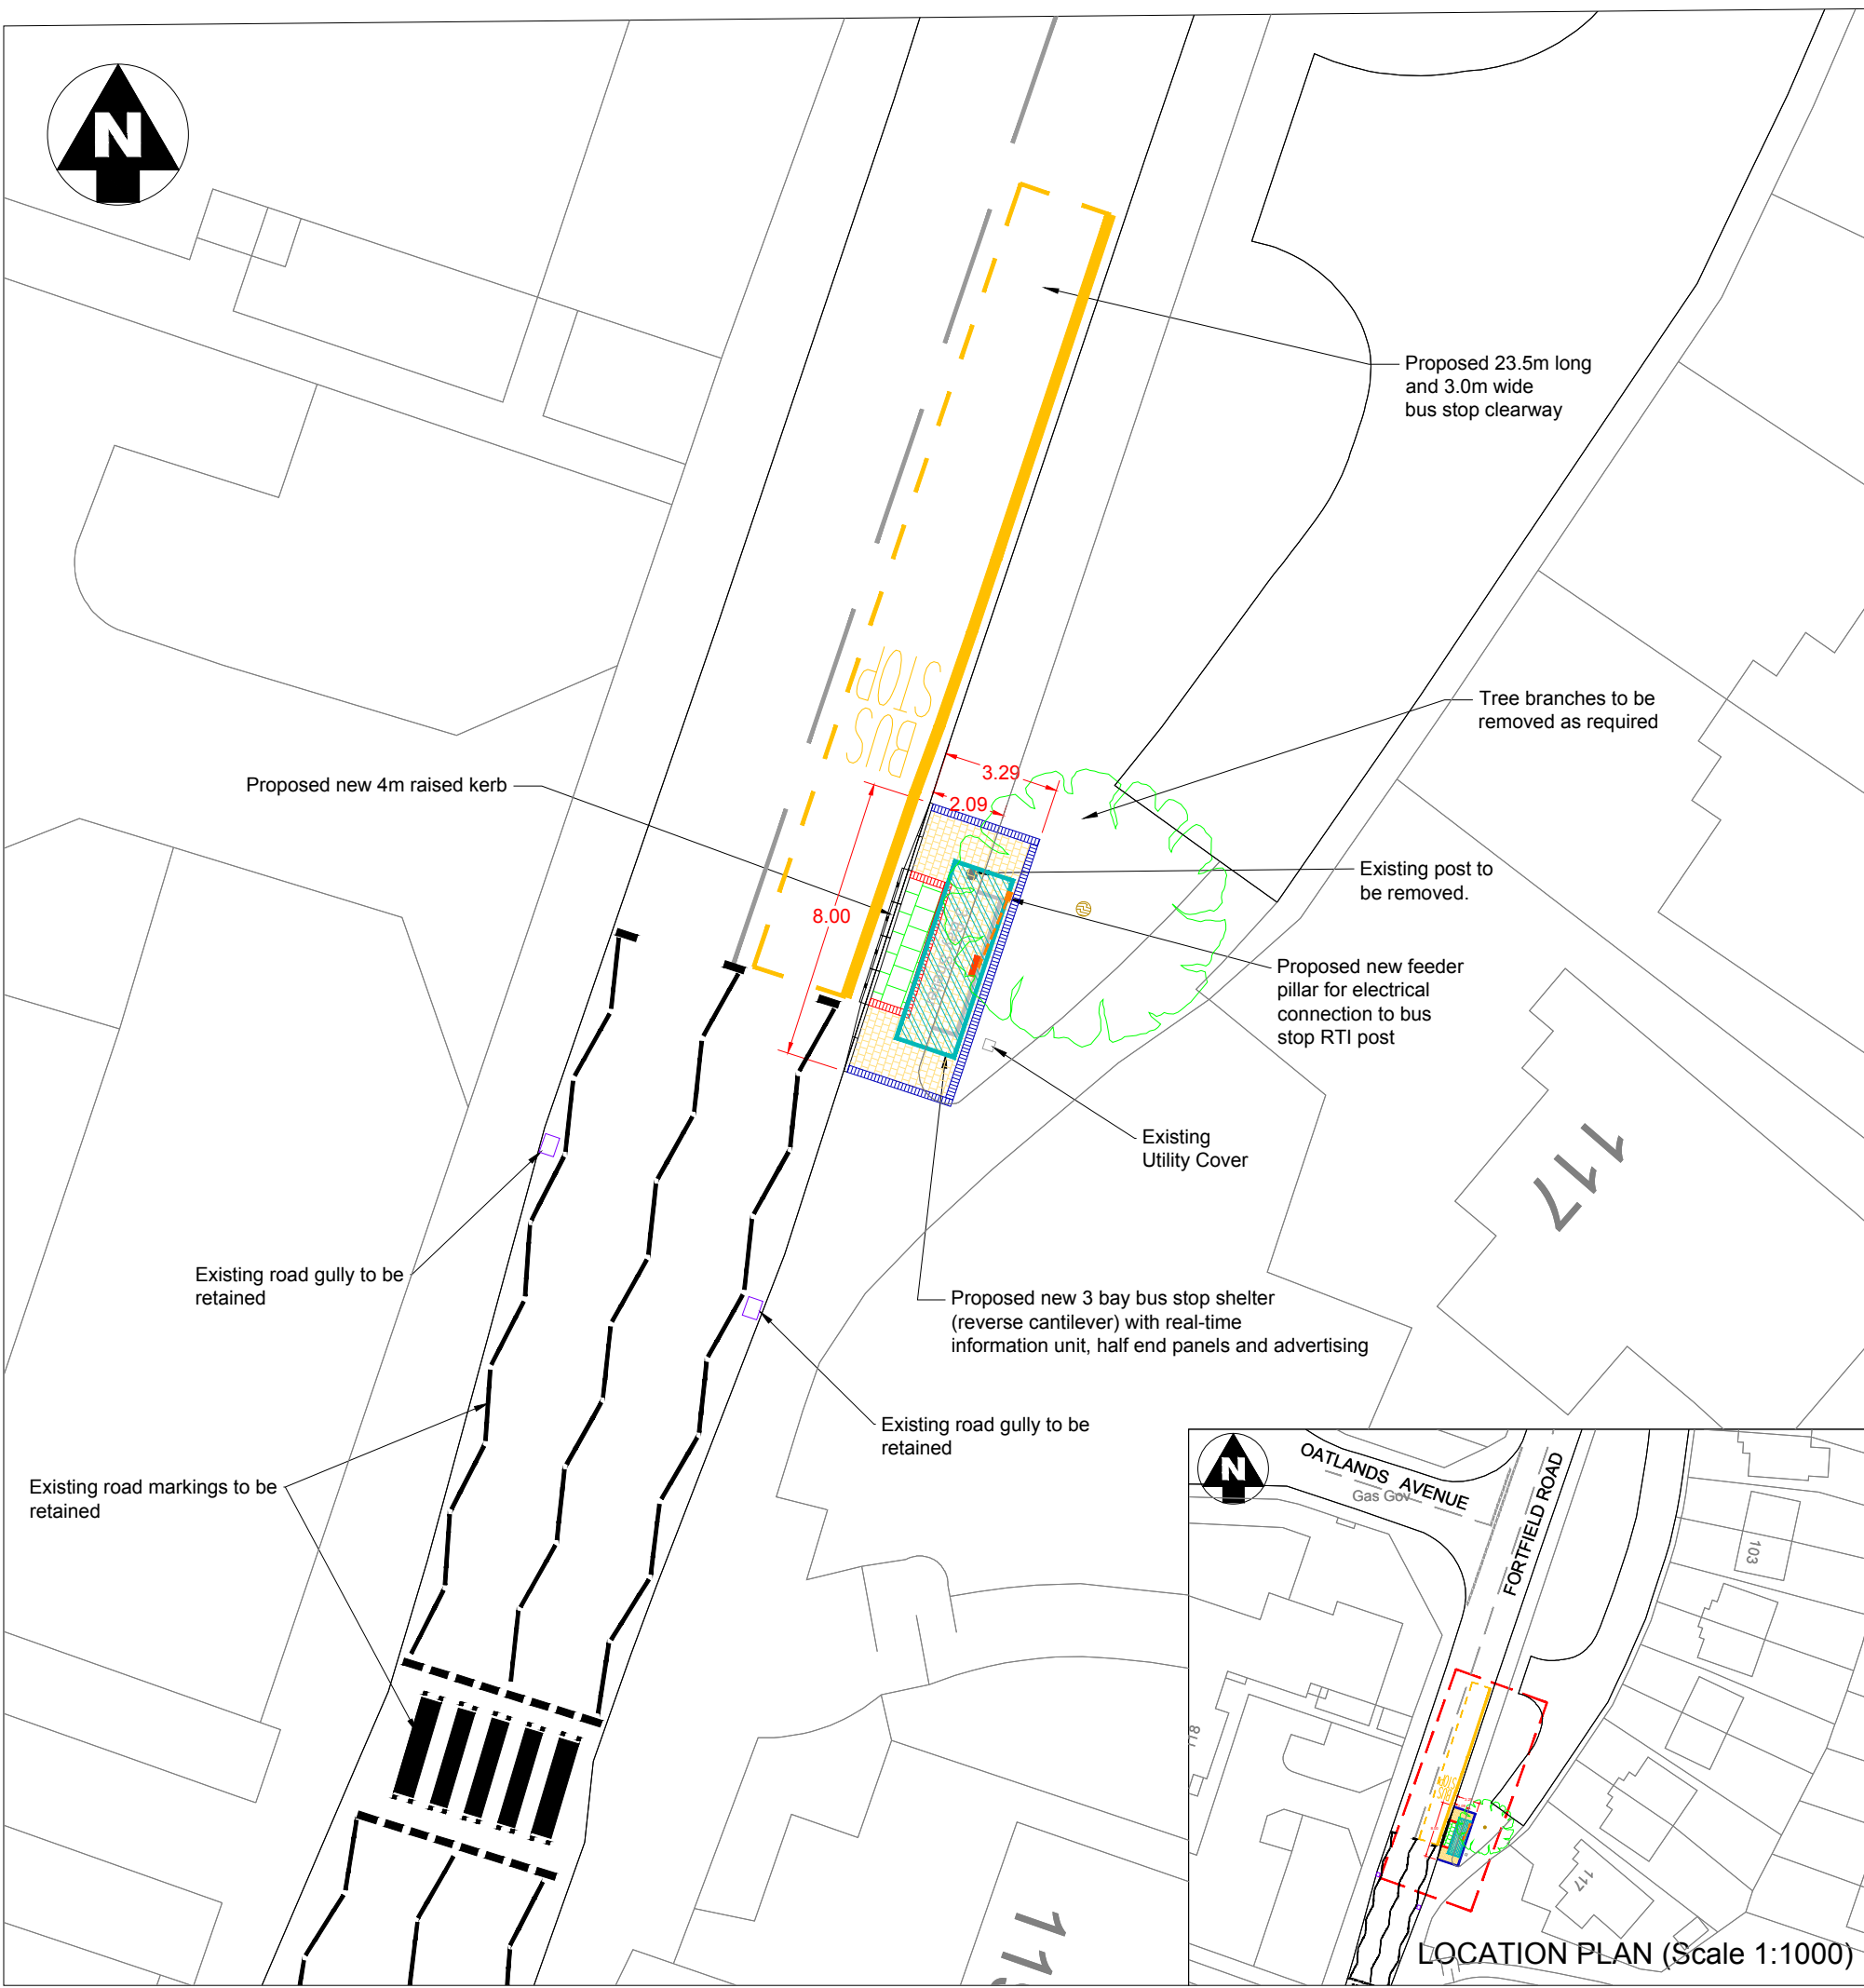 N
Proposed 23.5m long
and 3.0m wide
bus stop clearway
Tree branches to be
removed as required
STOP
BUS
3.29
2.09
Proposed new 4m raised kerb
Existing post to
be removed.
8.00
Proposed new feeder
pillar for electrical
connection to bus
stop RTI post
Existing
Utility Cover
117
Existing road gully to be
retained
Proposed new 3 bay bus stop shelter
(reverse cantilever) with real-time
information unit, half end panels and advertising
Existing road gully to be
retained
Existing road markings to be
retained
N
OATLANDS AVENUE
Gas Gov
FORTFIELD ROAD
103
BUS
STOP
117
LOCATION PLAN (Scale 1:1000)